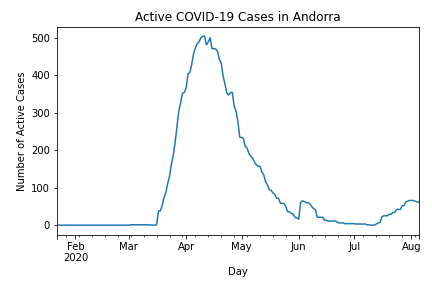 Active COVID-19 Cases in Andorra
Number of Active Cases
500
400
300
200
100
0
Feb Mar Apr May Jun Jul Aug
2020
Day